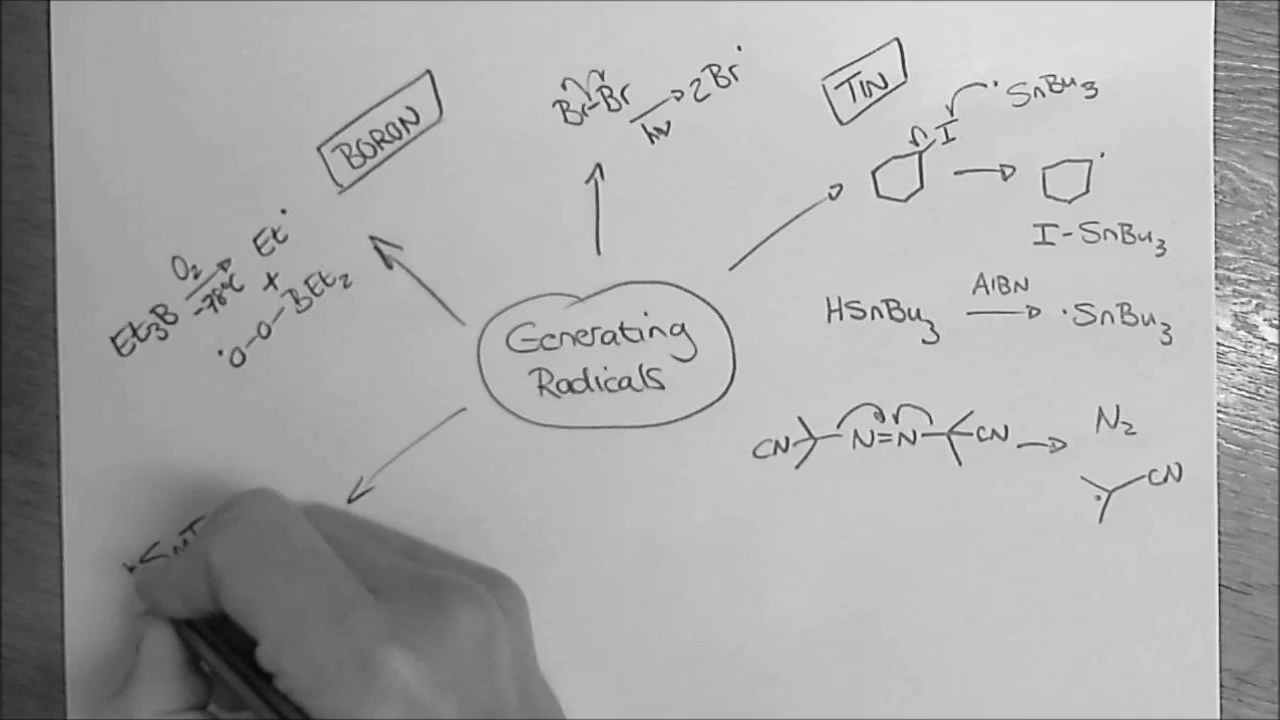 BORON
Et3B O2 -78°C Et·
+
·O-O-BEt2
Br-Br hν 2Br·
TIN
I ·SnBu3
I-SnBu3
HSnBu3 AIBN ·SnBu3
CN N=N CN N2
CN
Generating
Radicals